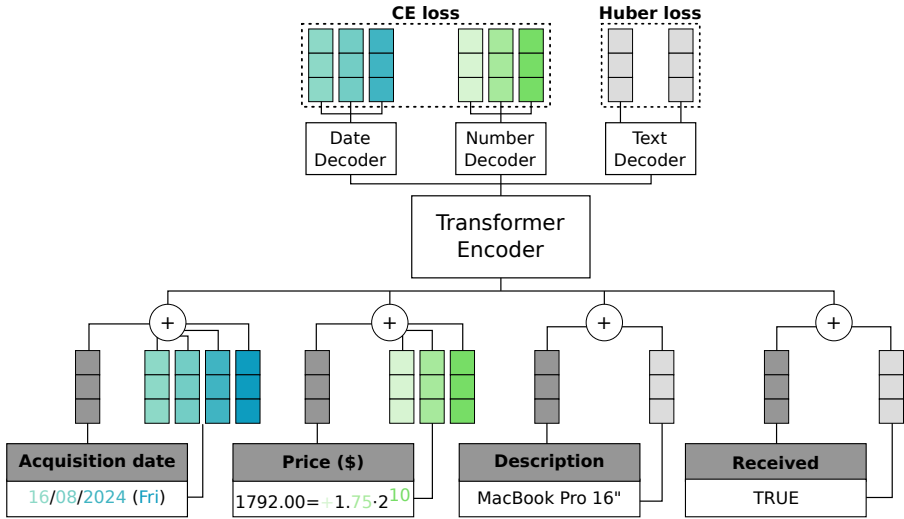 CE loss
Huber loss
Date
Decoder
Number
Decoder
Text
Decoder
Transformer
Encoder
+
+
+
+
Acquisition date
Price ($)
Description
Received
16/08/2024 (Fri)
1792.00=+1.75·2^10
MacBook Pro 16"
TRUE